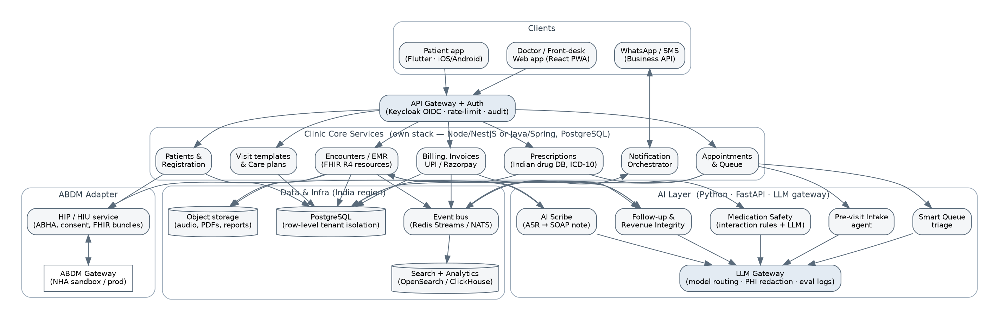 Clients
Patient app
(Flutter · iOS/Android)
Doctor / Front-desk
Web app (React PWA)
WhatsApp / SMS
(Business API)
API Gateway + Auth
(Keycloak OIDC · rate-limit · audit)
Clinic Core Services  (own stack — Node/NestJS or Java/Spring, PostgreSQL)
Patients &
Registration
Visit templates
& Care plans
Encounters / EMR
(FHIR R4 resources)
Billing, Invoices
UPI / Razorpay
Prescriptions
(Indian drug DB, ICD-10)
Notification
Orchestrator
Appointments
& Queue
ABDM Adapter
HIP / HIU service
(ABHA, consent, FHIR bundles)
ABDM Gateway
(NHA sandbox / prod)
Data & Infra (India region)
Object storage
(audio, PDFs, reports)
PostgreSQL
(row-level tenant isolation)
Event bus
(Redis Streams / NATS)
Search + Analytics
(OpenSearch / ClickHouse)
AI Layer  (Python · FastAPI · LLM gateway)
AI Scribe
(ASR → SOAP note)
Follow-up &
Revenue Integrity
Medication Safety
(interaction rules + LLM)
Pre-visit Intake
agent
Smart Queue
triage
LLM Gateway
(model routing · PHI redaction · eval logs)